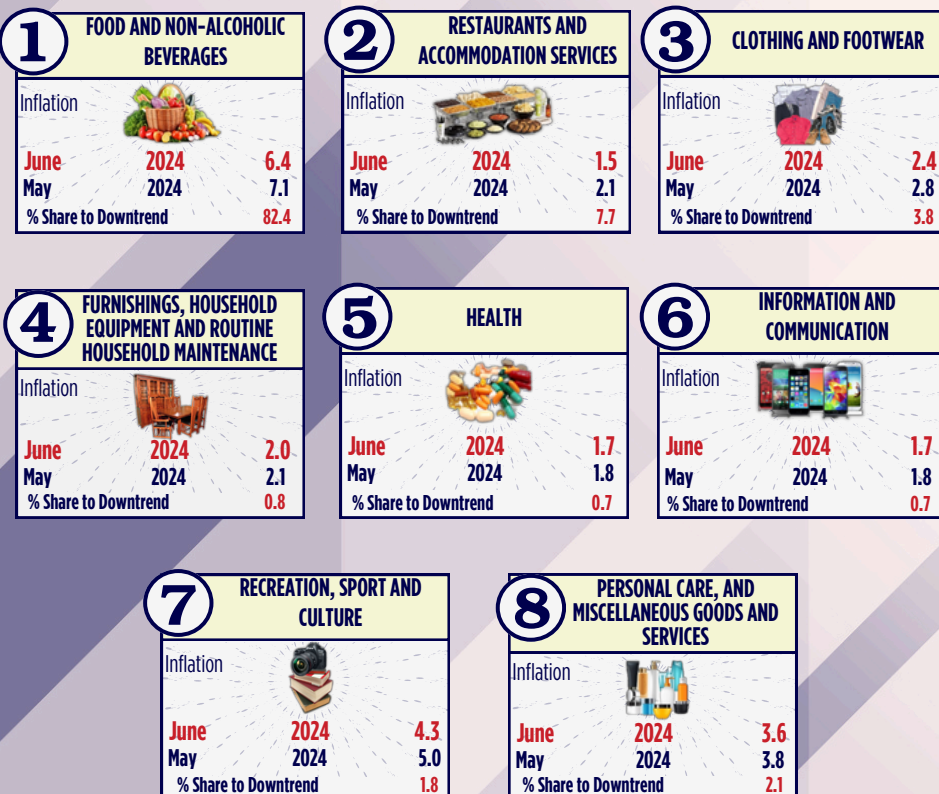 1
FOOD AND NON-ALCOHOLIC
BEVERAGES
Inflation
June 2024 6.4
May 2024 7.1
% Share to Downtrend 82.4
2
RESTAURANTS AND
ACCOMMODATION SERVICES
Inflation
June 2024 1.5
May 2024 2.1
% Share to Downtrend 7.7
3
CLOTHING AND FOOTWEAR
Inflation
June 2024 2.4
May 2024 2.8
% Share to Downtrend 3.8
4
FURNISHINGS, HOUSEHOLD
EQUIPMENT AND ROUTINE
HOUSEHOLD MAINTENANCE
Inflation
June 2024 2.0
May 2024 2.1
% Share to Downtrend 0.8
5
HEALTH
Inflation
June 2024 1.7
May 2024 1.8
% Share to Downtrend 0.7
6
INFORMATION AND
COMMUNICATION
Inflation
June 2024 1.7
May 2024 1.8
% Share to Downtrend 0.7
7
RECREATION, SPORT AND
CULTURE
Inflation
June 2024 4.3
May 2024 5.0
% Share to Downtrend 1.8
8
PERSONAL CARE, AND
MISCELLANEOUS GOODS AND
SERVICES
Inflation
June 2024 3.6
May 2024 3.8
% Share to Downtrend 2.1